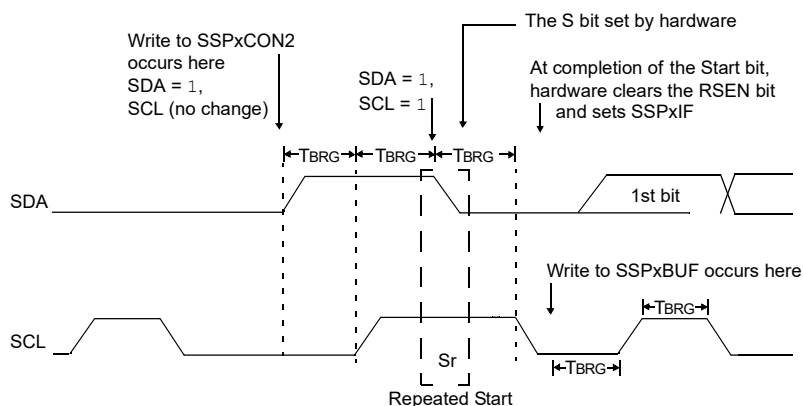 The S bit set by hardware
Write to SSPxCON2
occurs here
SDA = 1,
SCL (no change)
SDA = 1,
SCL = 1
At completion of the Start bit,
hardware clears the RSEN bit
and sets SSPxIF
TBRG
TBRG
TBRG
SDA
1st bit
Write to SSPxBUF occurs here
TBRG
SCL
Sr
TBRG
Repeated Start